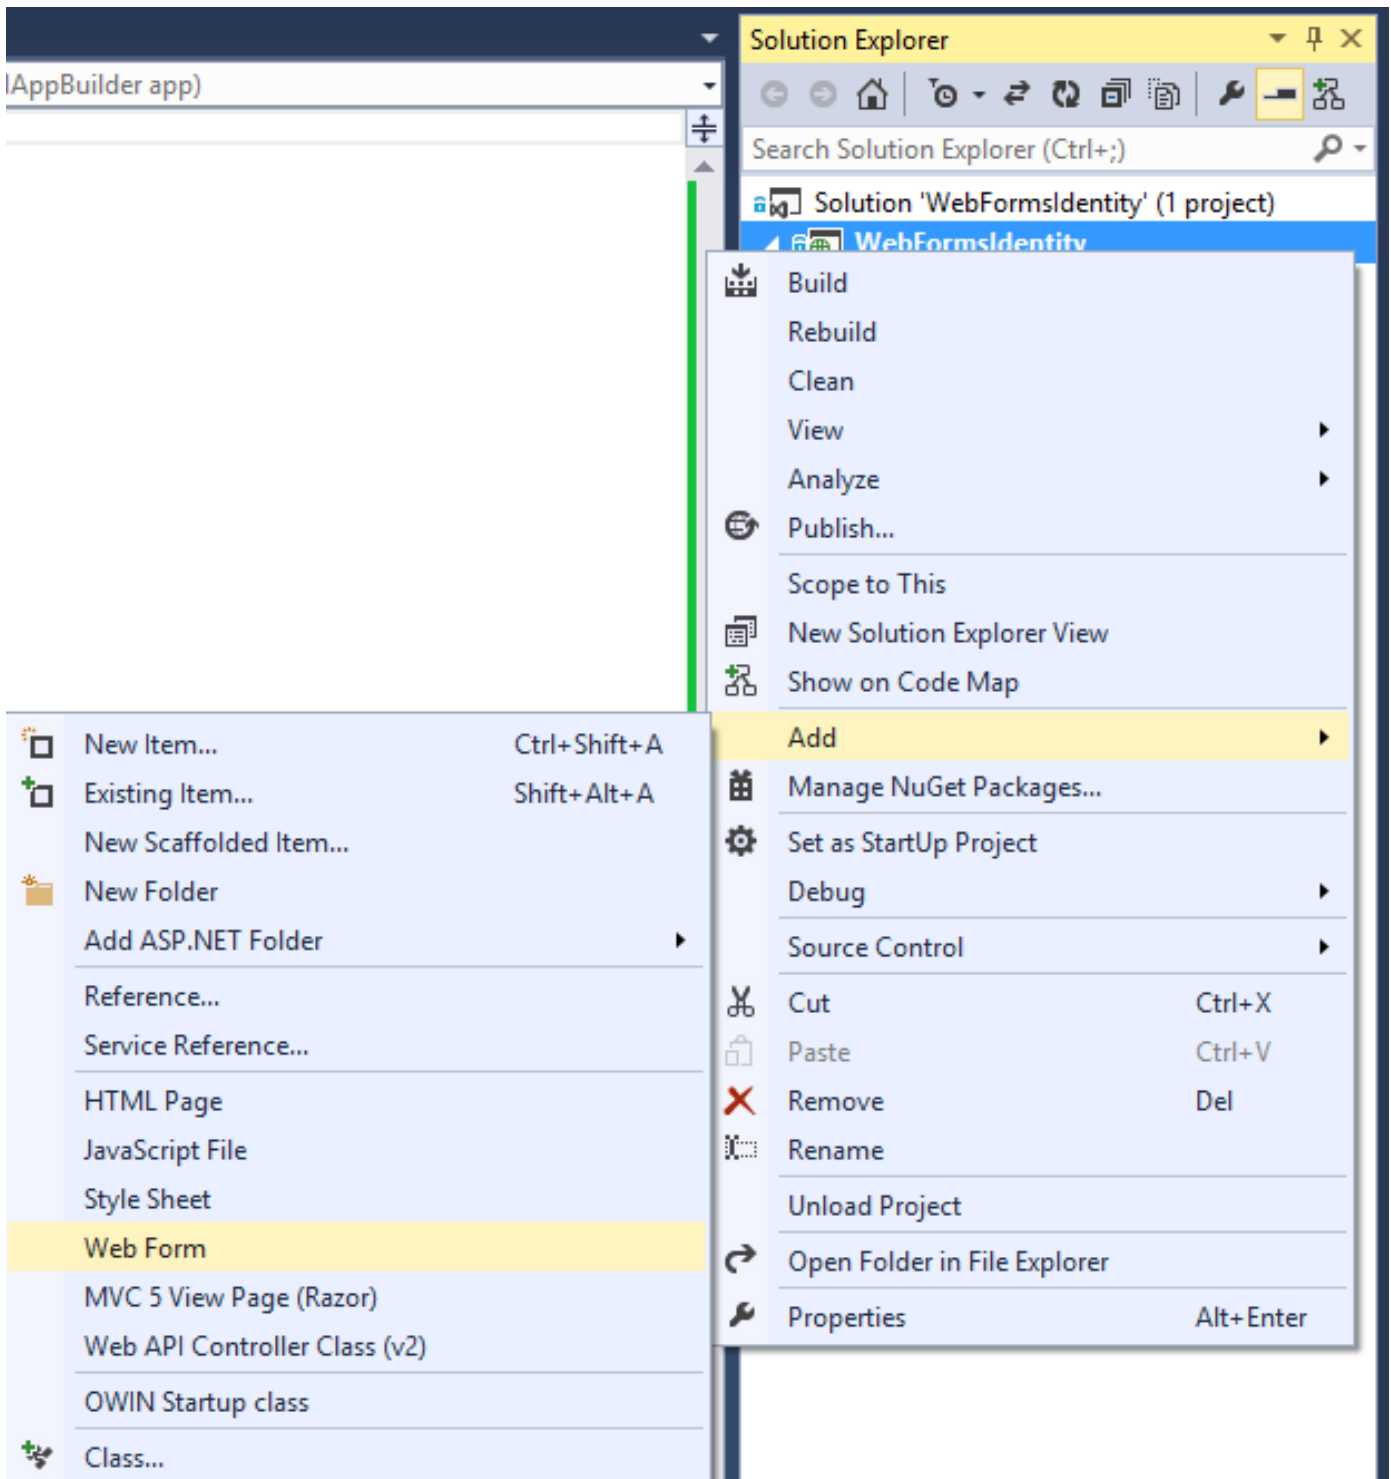 IAppBuilder app)
Solution Explorer
Search Solution Explorer (Ctrl+;)
Solution 'WebFormsIdentity' (1 project)
WebFormsIdentity
Build
Rebuild
Clean
View
Analyze
Publish...
Scope to This
New Solution Explorer View
Show on Code Map
Add
Manage NuGet Packages...
Set as StartUp Project
Debug
Source Control
Cut Ctrl+X
Paste Ctrl+V
Remove Del
Rename
Unload Project
Open Folder in File Explorer
Properties Alt+Enter
New Item... Ctrl+Shift+A
Existing Item... Shift+Alt+A
New Scaffolded Item...
New Folder
Add ASP.NET Folder
Reference...
Service Reference...
HTML Page
JavaScript File
Style Sheet
Web Form
MVC 5 View Page (Razor)
Web API Controller Class (v2)
OWIN Startup class
Class...